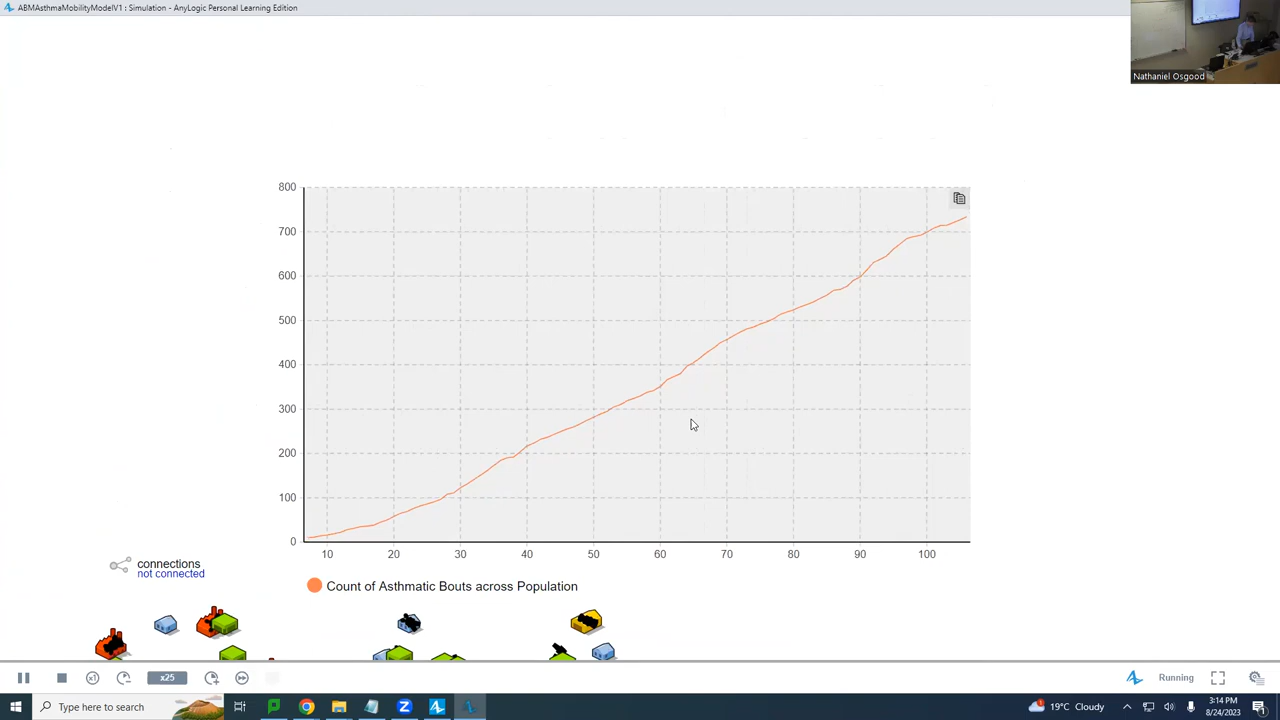 ABMAsthmaMobilityModelV1 : Simulation - AnyLogic Personal Learning Edition
Nathaniel Osgood
800
700
600
500
400
300
200
100
0
10 20 30 40 50 60 70 80 90 100
Count of Asthmatic Bouts across Population
connections
not connected
x1
x25
Running
Type here to search
19°C Cloudy
3:14 PM
8/24/2023
1